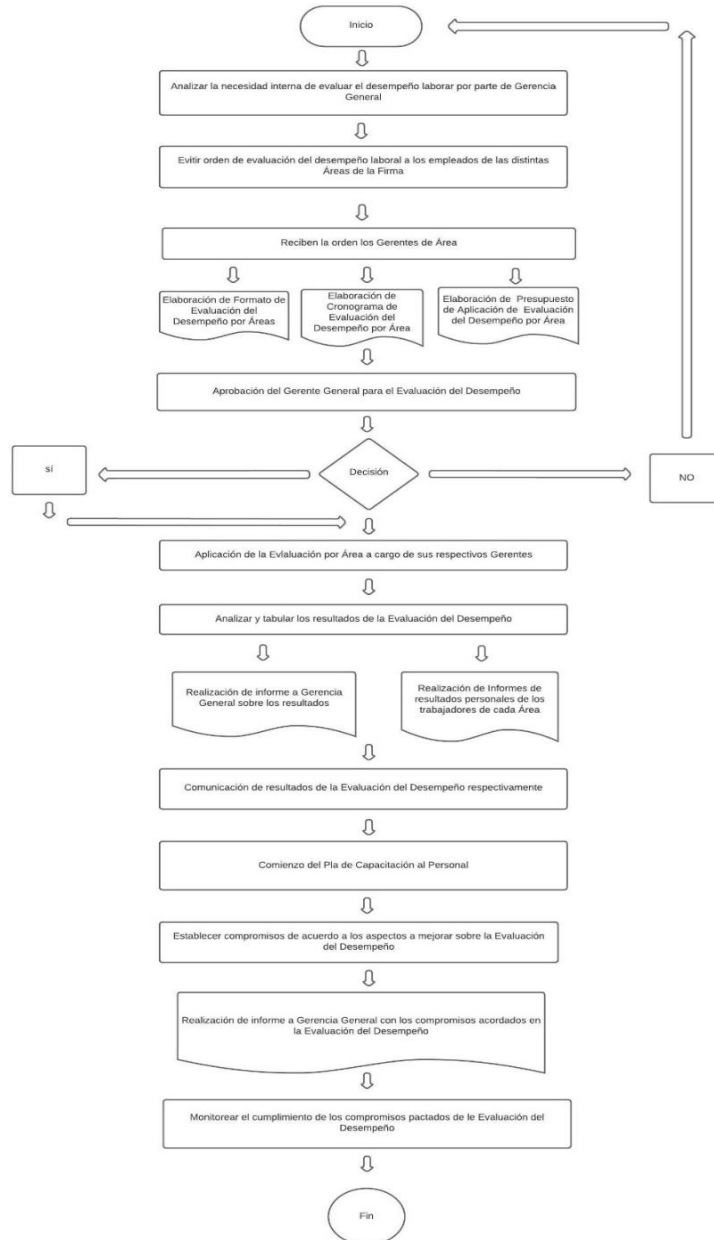 Inicio
Analizar la necesidad interna de evaluar el desempeño laborar por parte de Gerencia
General
Evitir orden de evaluación del desempeño laboral a los empleados de las distintas
Áreas de la Firma
Reciben la orden los Gerentes de Área
Elaboración de Formato de
Evaluación del
Desempeño por Áreas
Elaboración de
Cronograma de
Evaluación del
Desempeño por Área
Elaboración de Presupuesto
de Aplicación de Evaluación
del Desempeño por Área
Aprobación del Gerente General para el Evaluación del Desempeño
sí
Decisión
NO
Aplicación de la Evlaluación por Área a cargo de sus respectivos Gerentes
Analizar y tabular los resultados de la Evaluación del Desempeño
Realización de informe a Gerencia
General sobre los resultados
Realización de Informes de
resultados personales de los
trabajadores de cada Área
Comunicación de resultados de la Evaluación del Desempeño respectivamente
Comienzo del Pla de Capacitación al Personal
Establecer compromisos de acuerdo a los aspectos a mejorar sobre la Evaluación
del Desempeño
Realización de informe a Gerencia General con los compromisos acordados en
la Evaluación del Desempeño
Monitorear el cumplimiento de los compromisos pactados de le Evaluación del
Desempeño
Fin